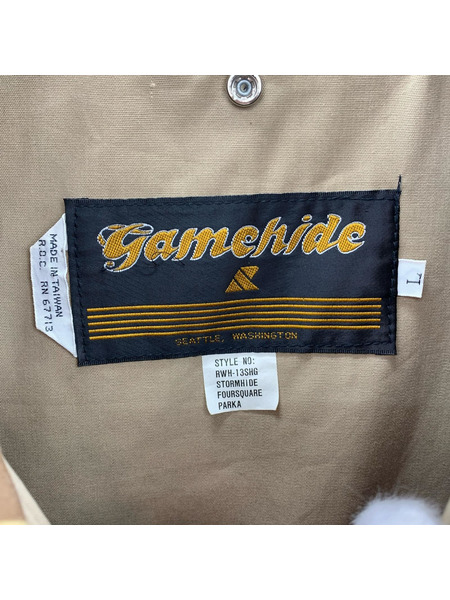 Gamehide
SEATTLE, WASHINGTON
MADE IN TAIWAN
R.O.C. RN 67713
L
STYLE NO:
RWH-13SHG
STORMHIDE
FOURSQUARE
PARKA